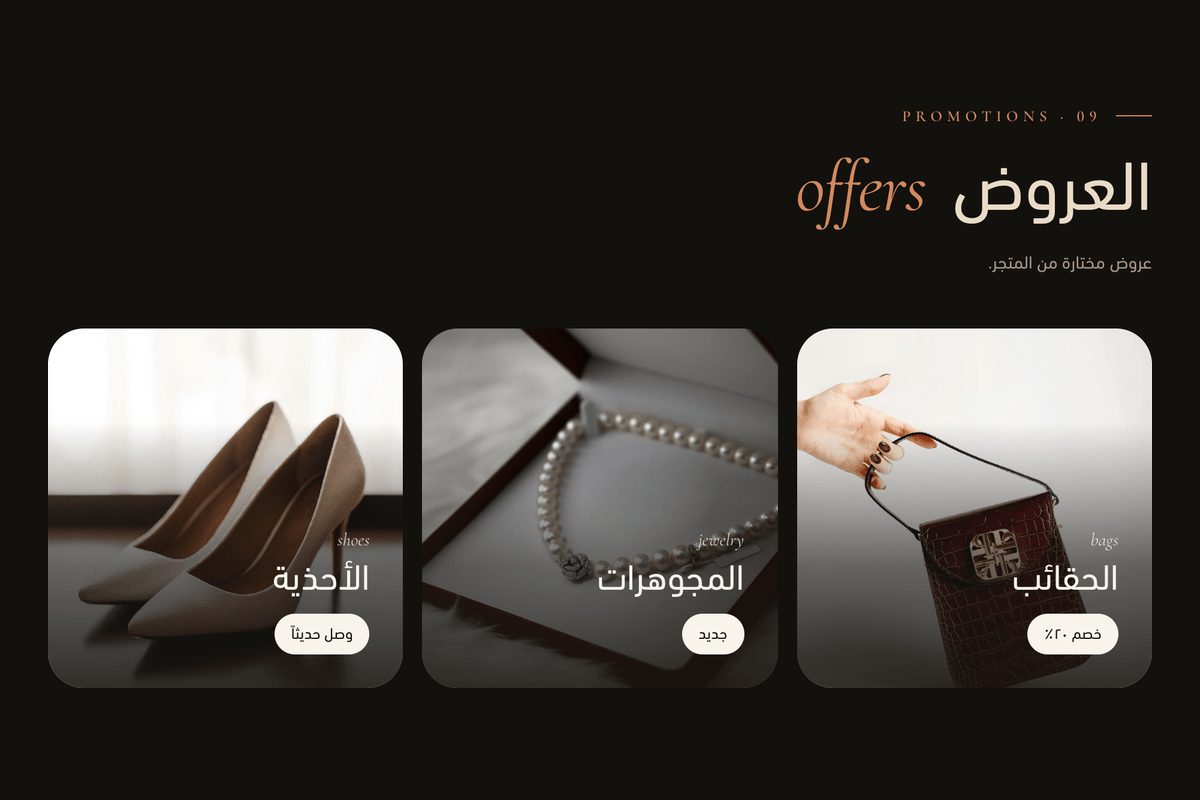 PROMOTIONS · 09
العروض offers
عروض مختارة من المتجر.
bags
الحقائب
خصم ٢٠٪
jewelry
المجوهرات
جديد
shoes
الأحذية
وصل حديثاً